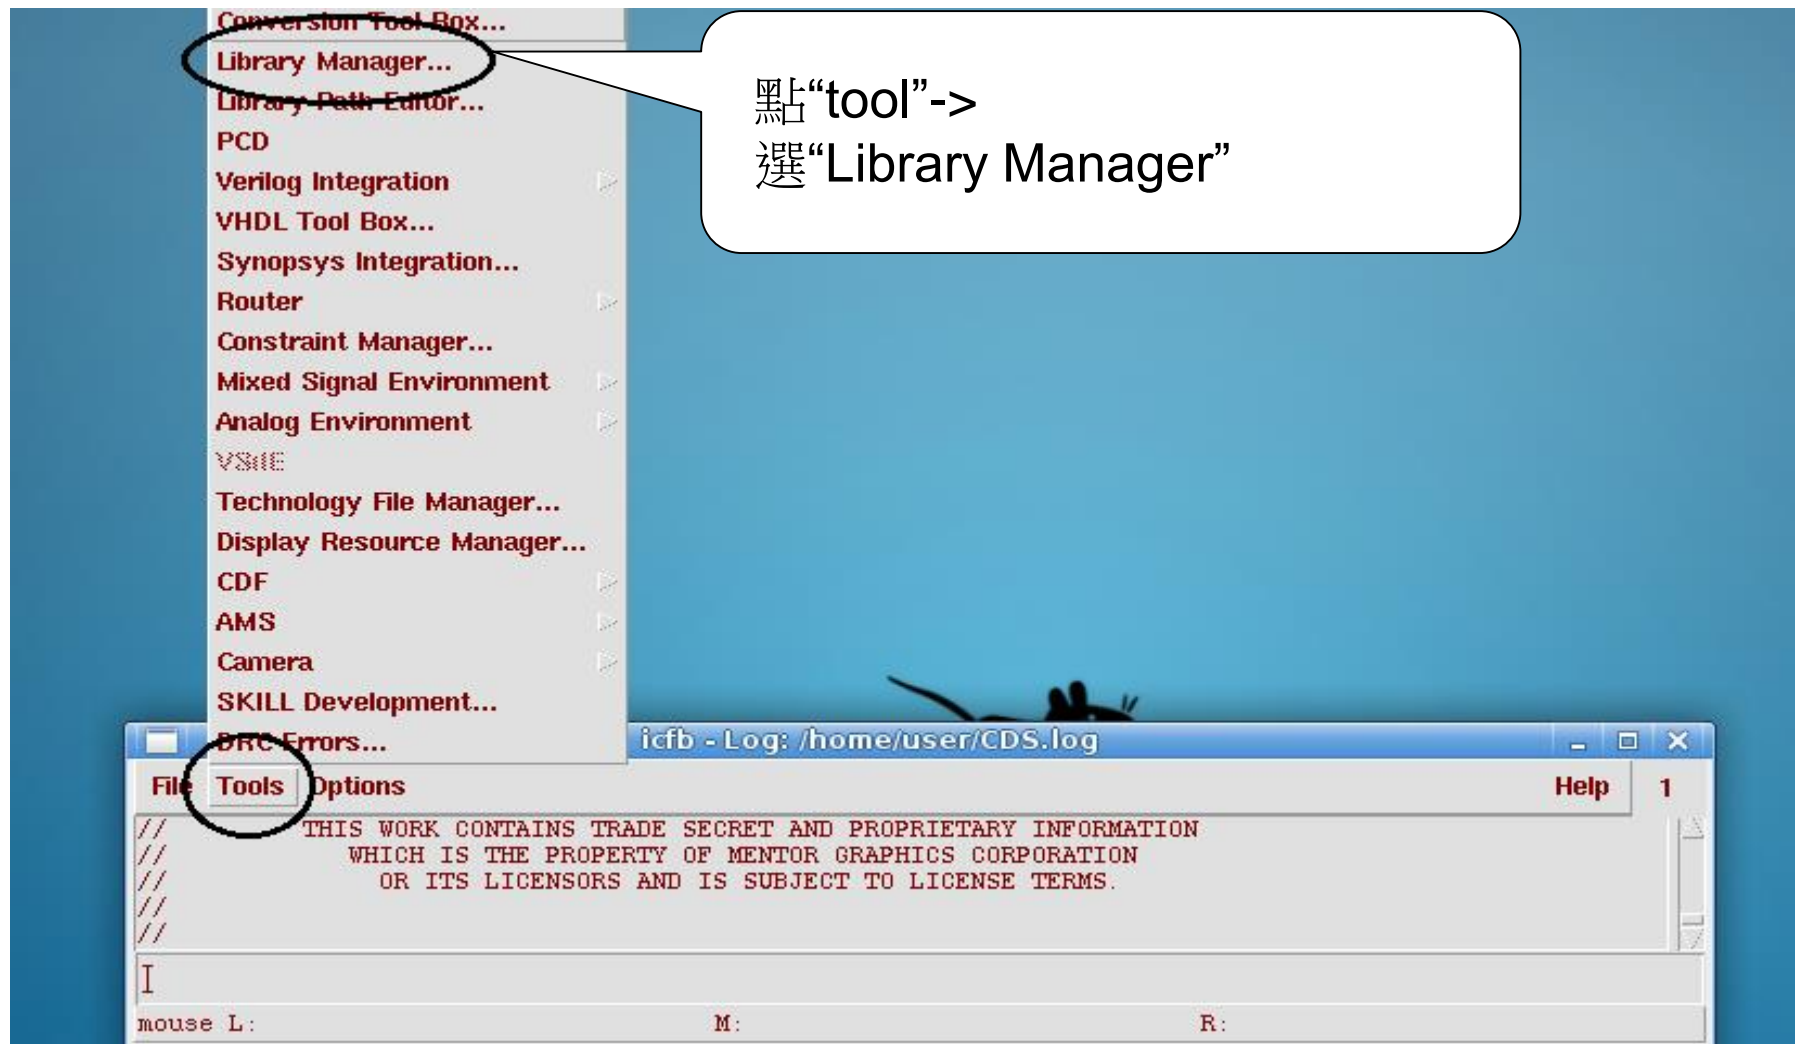 Conversion Tool Box...
Library Manager...
Library Path Editor...
PCD
Verilog Integration
VHDL Tool Box...
Synopsys Integration...
Router
Constraint Manager...
Mixed Signal Environment
Analog Environment
VSdE
Technology File Manager...
Display Resource Manager...
CDF
AMS
Camera
SKILL Development...
DRC Errors...
點“tool”->
選“Library Manager”
icfb - Log: /home/user/CDS.log
File Tools Options Help 1
// THIS WORK CONTAINS TRADE SECRET AND PROPRIETARY INFORMATION
// WHICH IS THE PROPERTY OF MENTOR GRAPHICS CORPORATION
// OR ITS LICENSORS AND IS SUBJECT TO LICENSE TERMS.
//
//
mouse L: M: R: